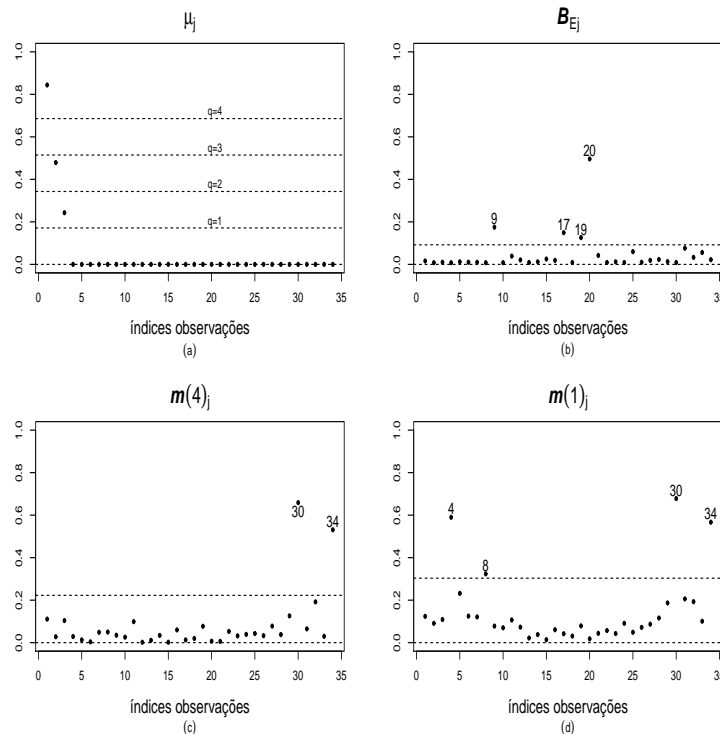 μj
1.0
0.8
0.6
0.4
0.2
0.0
q=4
q=3
q=2
q=1
0 5 10 15 20 25 30 35
índices observações
(a)
BEj
1.0
0.8
0.6
0.4
0.2
0.0
20
9
17
19
0 5 10 15 20 25 30 35
índices observações
(b)
m(4)j
1.0
0.8
0.6
0.4
0.2
0.0
30
34
0 5 10 15 20 25 30 35
índices observações
(c)
m(1)j
1.0
0.8
0.6
0.4
0.2
0.0
4
8
30
34
0 5 10 15 20 25 30 35
índices observações
(d)